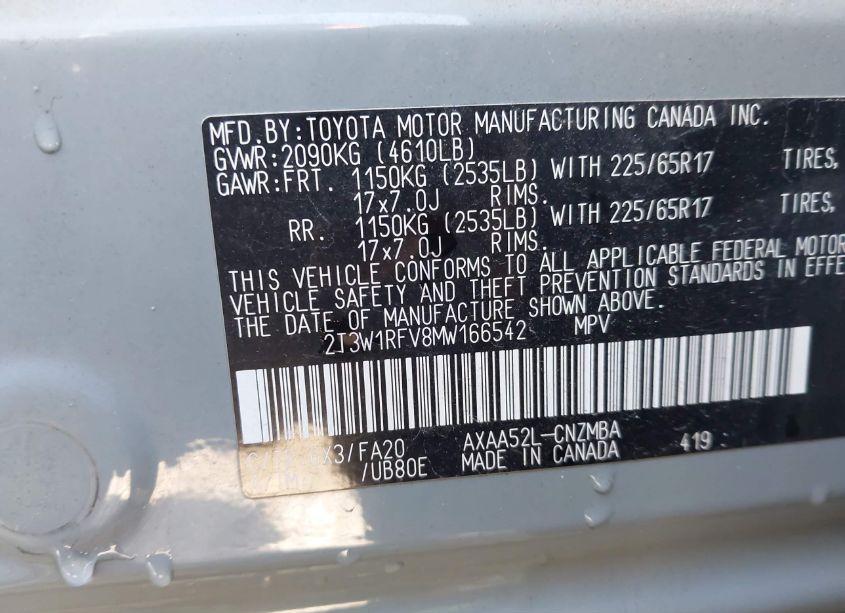 MFD.BY:TOYOTA MOTOR MANUFACTURING CANADA INC.
GVWR:2090KG (4610LB)
GAWR:FRT. 1150KG (2535LB) WITH 225/65R17 TIRES,
17x7.0J RIMS.
RR. 1150KG (2535LB) WITH 225/65R17 TIRES,
17x7.0J RIMS.
THIS VEHICLE CONFORMS TO ALL APPLICABLE FEDERAL MOTOR
VEHICLE SAFETY AND THEFT PREVENTION STANDARDS IN EFFE
THE DATE OF MANUFACTURE SHOWN ABOVE.
2T3W1RFV8MW166542 MPV
/FA20 AXAA52L-CNZMBA 419
/UB80E MADE IN CANADA